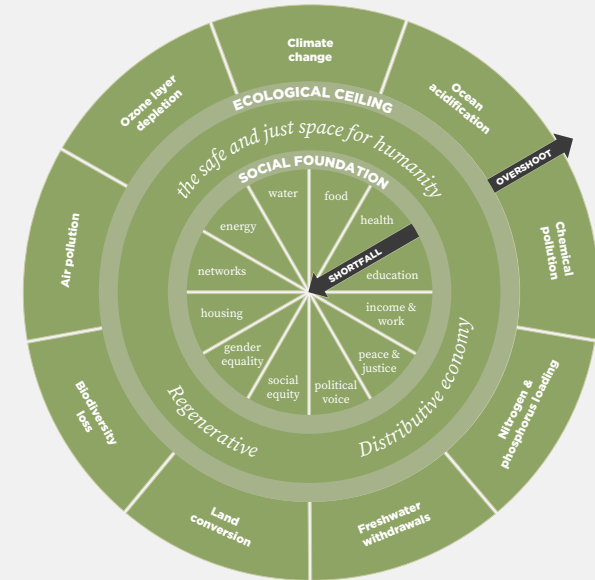 Climate
change
Ocean
acidification
Chemical
pollution
Nitrogen &
phosphorus loading
Freshwater
withdrawals
Land
conversion
Biodiversity
loss
Air pollution
Ozone layer
depletion
ECOLOGICAL CEILING
OVERSHOOT
the safe and just space for humanity
SOCIAL FOUNDATION
water
food
health
SHORTFALL
education
income &
work
peace &
justice
political
voice
social
equity
gender
equality
housing
networks
energy
Regenerative
Distributive economy